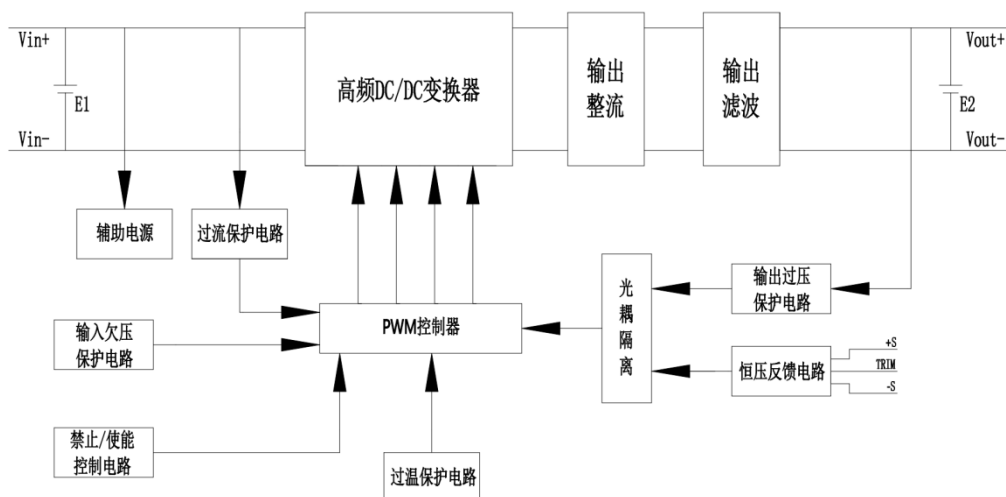 Vin+
E1
Vin-
高频DC/DC变换器
输出
整流
输出
滤波
Vout+
E2
Vout-
辅助电源
过流保护电路
PWM控制器
输入欠压
保护电路
禁止/使能
控制电路
过温保护电路
光
耦
隔
离
输出过压
保护电路
恒压反馈电路
+S
TRIM
-S